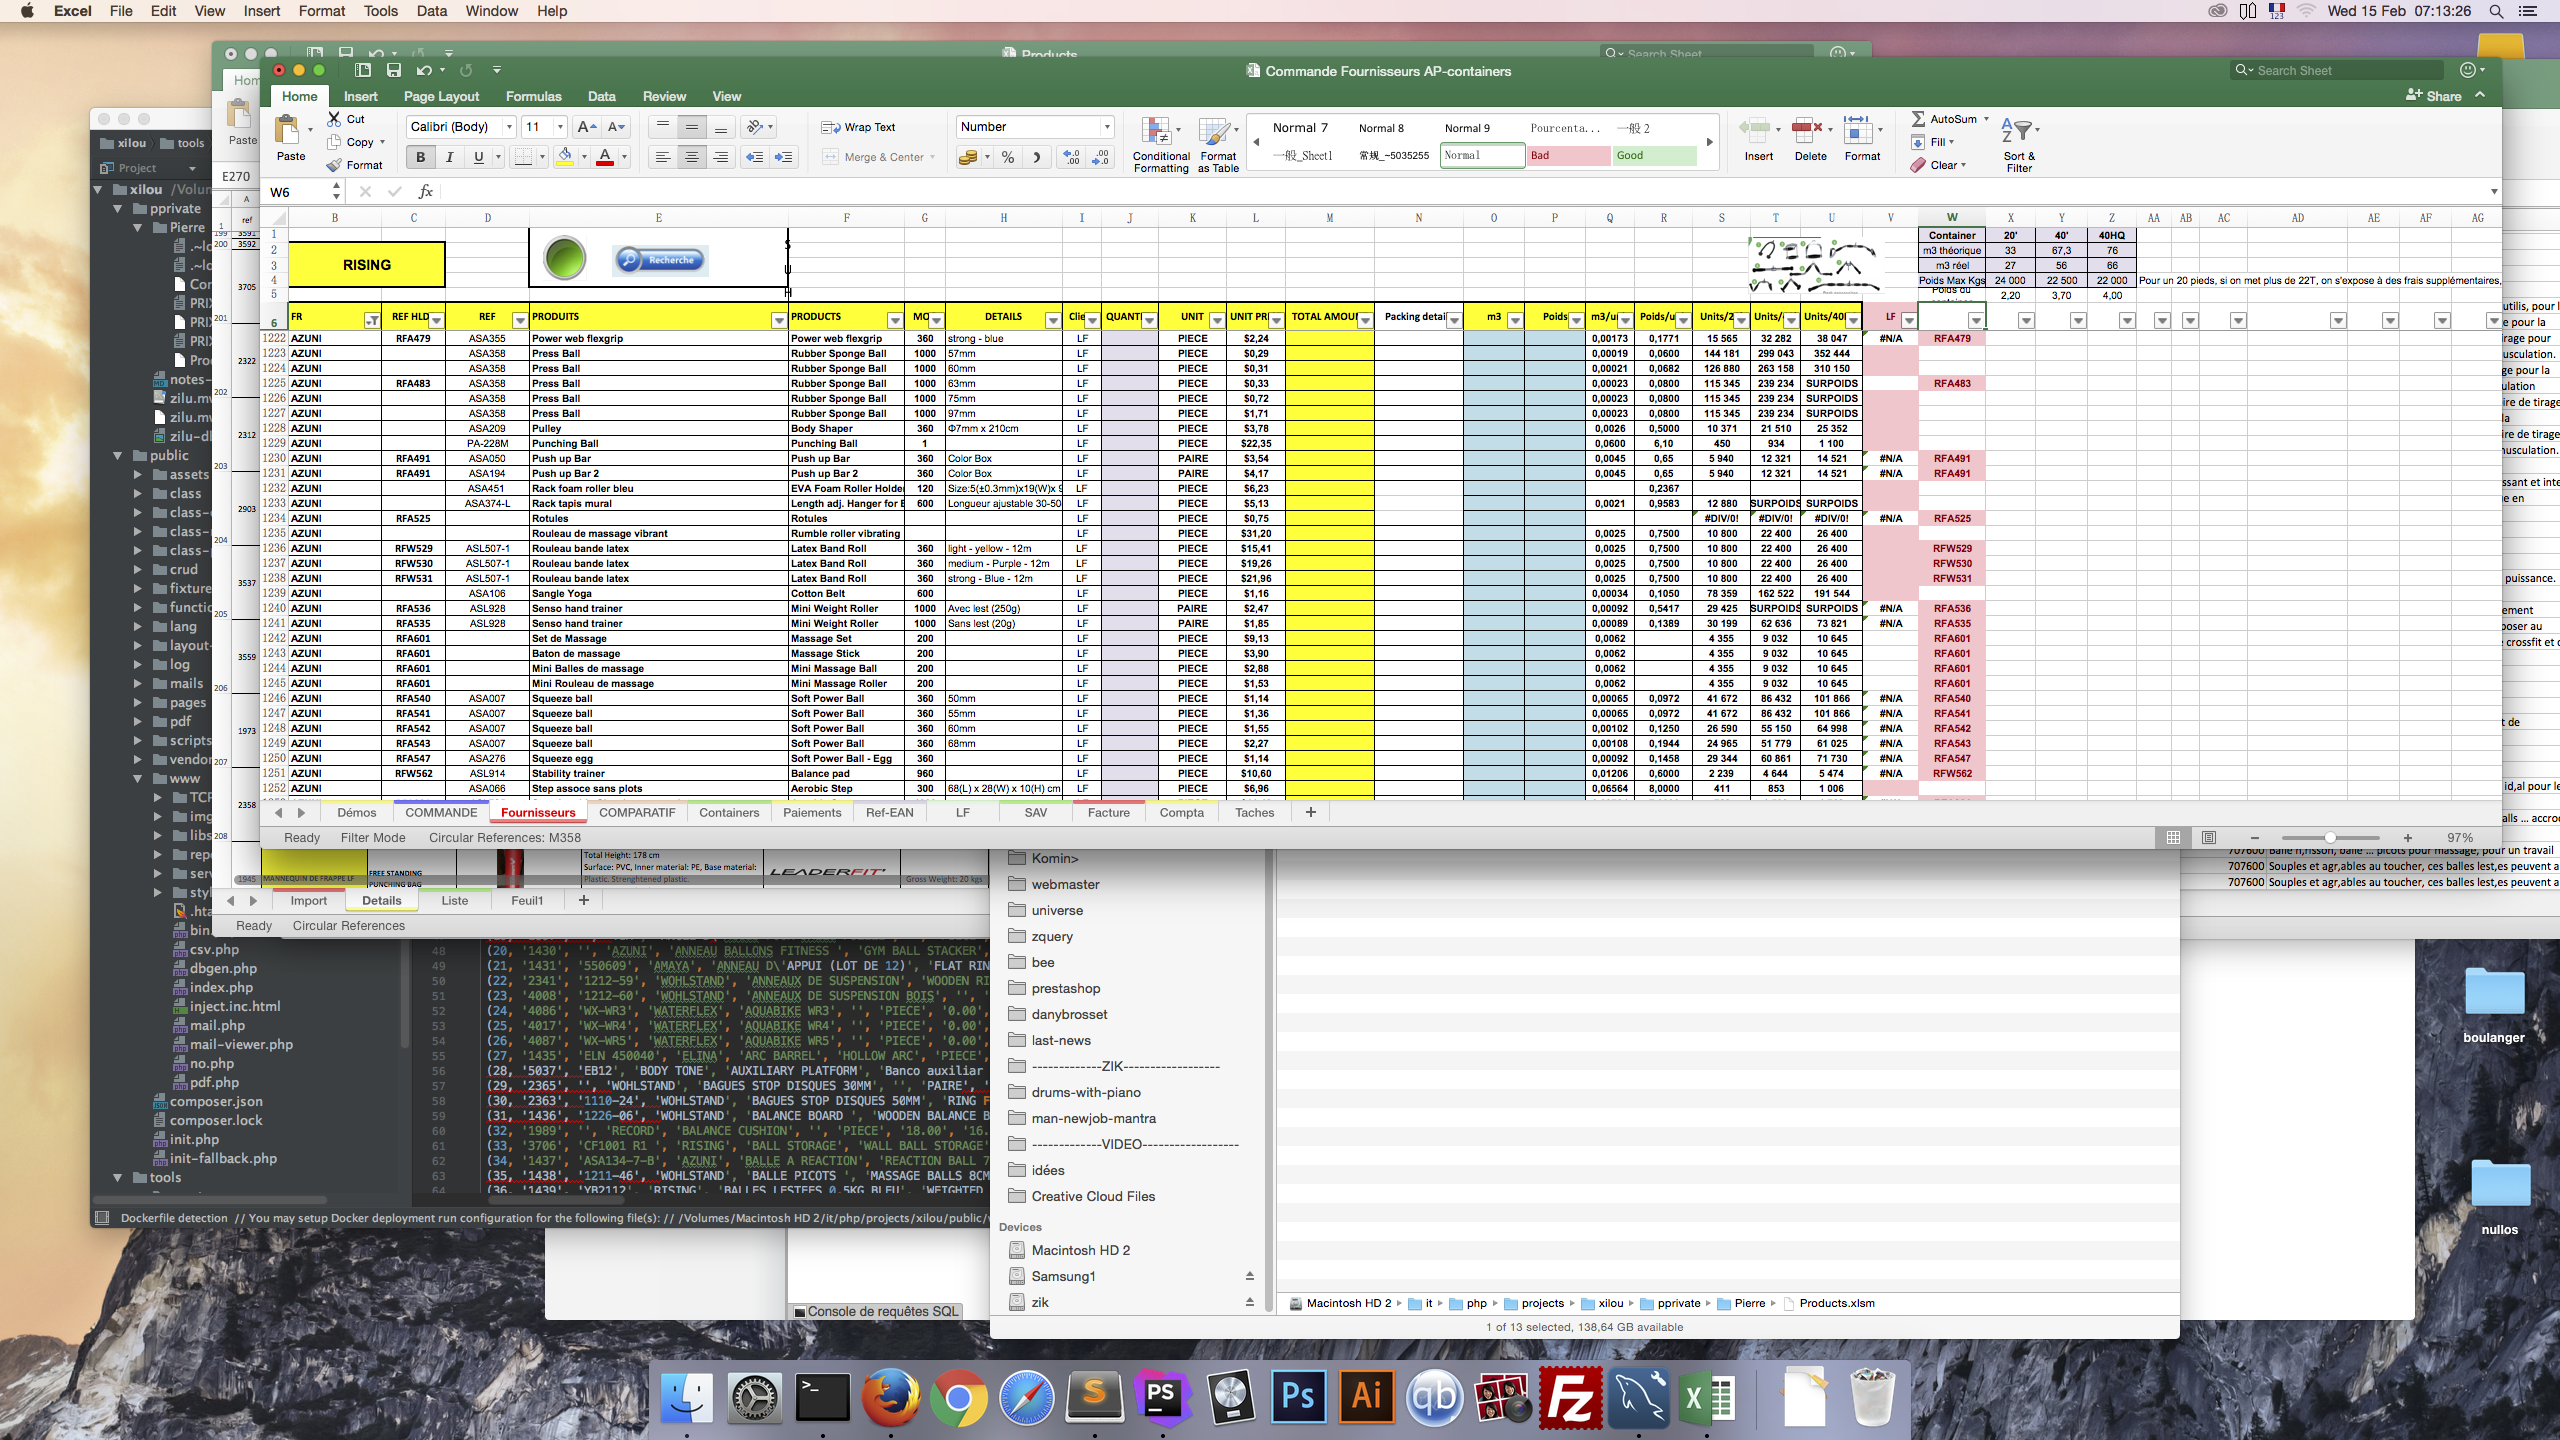 Excel File Edit View Insert Format Tools Data Window Help
Wed 15 Feb 07:13:26
Products
Commande Fournisseurs AP-containers
Search Sheet
Home Insert Page Layout Formulas Data Review View
Share
Paste Cut Copy Format
Calibri (Body) 11
Wrap Text
Merge & Center
Number
Conditional Formatting
Format as Table
Normal 7 Normal 8 Normal 9 Pourcenta... 一般 2
一般_Sheet1 常规_~5035255 Normal Bad Good
Insert Delete Format
AutoSum Fill Clear
Sort & Filter
W6
RISING
Recherche
Container 20' 40' 40HQ
m3 théorique 33 67,3 76
m3 réel 27 56 66
Poids Max Kgs 24 000 22 500 22 000 Pour un 20 pieds, si on met plus de 22T, on s'expose à des frais supplémentaires,
2,20 3,70 4,00
FR REF HLD REF PRODUITS PRODUCTS DETAILS UNIT Packing detai m3 Poids LF
1222 AZUNI RFA479 ASA355 Power web flexgrip Power web flexgrip 360 strong - blue LF PIECE $2,24 0,00173 0,1771 15 565 32 282 38 047 #N/A RFA479
1223 AZUNI ASA358 Press Ball Rubber Sponge Ball 1000 57mm LF PIECE $0,29 0,00019 0,0600 144 181 299 043 352 444
1224 AZUNI ASA358 Press Ball Rubber Sponge Ball 1000 60mm LF PIECE $0,31 0,00021 0,0682 126 880 263 158 310 150
1225 AZUNI RFA483 ASA358 Press Ball Rubber Sponge Ball 1000 63mm LF PIECE $0,33 0,00023 0,0800 115 345 239 234 SURPOIDS RFA483
1226 AZUNI ASA358 Press Ball Rubber Sponge Ball 1000 75mm LF PIECE $0,72 0,00023 0,0800 115 345 239 234 SURPOIDS
1227 AZUNI ASA358 Press Ball Rubber Sponge Ball 1000 97mm LF PIECE $1,71 0,00023 0,0800 115 345 239 234 SURPOIDS
1228 AZUNI ASA209 Pulley Body Shaper 360 Φ7mm x 210cm LF PIECE $3,78 0,0026 0,5000 10 371 21 510 25 352
1229 AZUNI PA-228M Punching Ball Punching Ball 1 LF PIECE $22,35 0,0600 6,10 450 934 1 100
1230 AZUNI RFA491 ASA050 Push up Bar Push up Bar 360 Color Box LF PAIRE $3,54 0,0045 0,65 5 940 12 321 14 521 #N/A RFA491
1231 AZUNI RFA491 ASA194 Push up Bar 2 Push up Bar 2 360 Color Box LF PAIRE $4,17 0,0045 0,65 5 940 12 321 14 521 #N/A RFA491
1232 AZUNI ASA451 Rack foam roller bleu EVA Foam Roller Holder 120 Size:5(±0.3mm)x19(W)x LF PIECE $6,23 0,2367
1233 AZUNI ASA374-L Rack tapis mural Length adj. Hanger for 600 Longueur ajustable 30-50 LF PIECE $5,13 0,0021 0,9583 12 880 SURPOIDS SURPOIDS
1234 AZUNI RFA525 Rotules Rotules LF PIECE $0,75 #DIV/0! #DIV/0! #DIV/0! #N/A RFA525
1235 AZUNI Rouleau de massage vibrant Rumble roller vibrating LF PIECE $31,20 0,0025 0,7500 10 800 22 400 26 400
1236 AZUNI RFW529 ASL507-1 Rouleau bande latex Latex Band Roll 360 light - yellow - 12m LF PIECE $15,41 0,0025 0,7500 10 800 22 400 26 400 RFW529
1237 AZUNI RFW530 ASL507-1 Rouleau bande latex Latex Band Roll 360 medium - Purple - 12m LF PIECE $19,26 0,0025 0,7500 10 800 22 400 26 400 RFW530
1238 AZUNI RFW531 ASL507-1 Rouleau bande latex Latex Band Roll 360 strong - Blue - 12m LF PIECE $21,96 0,0025 0,7500 10 800 22 400 26 400 RFW531
1239 AZUNI ASA106 Sangle Yoga Cotton Belt 600 LF PIECE $1,16 0,00034 0,1050 78 359 162 522 191 544
1240 AZUNI RFA536 ASL928 Senso hand trainer Mini Weight Roller 1000 Avec lest (250g) LF PAIRE $2,47 0,00092 0,5417 29 425 SURPOIDS SURPOIDS #N/A RFA536
1241 AZUNI RFA535 ASL928 Senso hand trainer Mini Weight Roller 1000 Sans lest (20g) LF PAIRE $1,85 0,00089 0,1389 30 199 62 636 73 821 #N/A RFA535
1242 AZUNI RFA601 Set de Massage Massage Set 200 LF PIECE $9,13 0,0062 4 355 9 032 10 645 RFA601
1243 AZUNI RFA601 Baton de massage Massage Stick 200 LF PIECE $3,90 0,0062 4 355 9 032 10 645 RFA601
1244 AZUNI RFA601 Mini Balles de massage Mini Massage Ball 200 LF PIECE $2,88 0,0062 4 355 9 032 10 645 RFA601
1245 AZUNI RFA601 Mini Rouleau de massage Mini Massage Roller 200 LF PIECE $1,53 0,0062 4 355 9 032 10 645 RFA601
1246 AZUNI RFA540 ASA007 Squeeze ball Soft Power Ball 360 50mm LF PIECE $1,14 0,00065 0,0972 41 672 86 432 101 866 #N/A RFA540
1247 AZUNI RFA541 ASA007 Squeeze ball Soft Power Ball 360 55mm LF PIECE $1,36 0,00065 0,0972 41 672 86 432 101 866 #N/A RFA541
1248 AZUNI RFA542 ASA007 Squeeze ball Soft Power Ball 360 60mm LF PIECE $1,55 0,00102 0,1250 26 590 55 150 64 998 #N/A RFA542
1249 AZUNI RFA543 ASA007 Squeeze ball Soft Power Ball 360 68mm LF PIECE $2,27 0,00108 0,1944 24 965 51 779 61 025 #N/A RFA543
1250 AZUNI RFA547 ASA276 Squeeze egg Soft Power Ball - Egg 360 LF PIECE $1,14 0,00092 0,1458 29 344 60 861 71 730 #N/A RFA547
1251 AZUNI RFW562 ASL914 Stability trainer Balance pad 960 LF PIECE $10,60 0,01206 0,6000 2 239 4 644 5 474 #N/A RFW562
1252 AZUNI ASA066 Step assoce sans plots Aerobic Step 300 68(L) x 28(W) x 10(H) cm LF PIECE $6,96 0,06564 8,0000 411 853 1 006
Démos COMMANDE Fournisseurs COMPARATIF Containers Paiements Ref-EAN LF SAV Facture Compta Taches +
Ready Filter Mode Circular References: M358
97%
xilou tools
Project
xilou
pprivate
Pierre
public
assets
class
crud
lang
log
mails
pages
pdf
scripts
www
csv.php
dbgen.php
index.php
inject.inc.html
mail.php
mail-viewer.php
no.php
pdf.php
composer.json
composer.lock
init.php
init-fallback.php
tools
1945 MANNEQUIN DE FRAPPE LF FREE STANDING PUNCHING BAG
Total Height: 178 cm
Surface: PVC, Inner material: PE, Base material:
Plastic. Strenghtened plastic.
LEADERFIT'
Gross Weight: 20 kgs
Import Details Liste Feuil1 +
Ready Circular References
48 (20, '1430', '', 'AZUNI', 'ANNEAU BALLONS FITNESS ', 'GYM BALL STACKER',
49 (21, '1431', '550609', 'AMAYA', 'ANNEAU D\'APPUI (LOT DE 12)', 'FLAT RIN
50 (22, '2341', '1212-59', 'WOHLSTAND', 'ANNEAUX DE SUSPENSION', 'WOODEN RI
51 (23, '4008', '1212-60', 'WOHLSTAND', 'ANNEAUX DE SUSPENSION BOIS', '',
52 (24, '4086', 'WX-WR3', 'WATERFLEX', 'AQUABIKE WR3', '', 'PIECE', '0.00',
53 (25, '4017', 'WX-WR4', 'WATERFLEX', 'AQUABIKE WR4', '', 'PIECE', '0.00',
54 (26, '4087', 'WX-WR5', 'WATERFLEX', 'AQUABIKE WR5', '', 'PIECE', '0.00',
55 (27, '1435', 'ELN 450040', 'ELINA', 'ARC BARREL', 'HOLLOW ARC', 'PIECE',
56 (28, '5037', 'EB12', 'BODY TONE', 'AUXILIARY PLATFORM', 'Banco auxiliar
57 (29, '2365', '', 'WOHLSTAND', 'BAGUES STOP DISQUES 30MM', '', 'PAIRE', '
58 (30, '2363', '1110-24', 'WOHLSTAND', 'BAGUES STOP DISQUES 50MM', 'RING F
59 (31, '1436', '1226-06', 'WOHLSTAND', 'BALANCE BOARD ', 'WOODEN BALANCE B
60 (32, '1989', '', 'RECORD', 'BALANCE CUSHION', '', 'PIECE', '18.00', '16.
61 (33, '3706', 'CF1001 R1 ', 'RISING', 'BALL STORAGE', 'WALL BALL STORAGE'
62 (34, '1437', 'ASA134-7-B', 'AZUNI', 'BALLE A REACTION', 'REACTION BALL 7
63 (35, '1438', '1211-46', 'WOHLSTAND', 'BALLE PICOTS ', 'MASSAGE BALLS 8CM
64 (36, '1439', 'YB2112', 'RISING', 'BALLES LESTEES 0.5KG BLEU', 'WEIGHTED
Dockerfile detection // You may setup Docker deployment run configuration for the following file(s): // /Volumes/Macintosh HD 2/it/php/projects/xilou/public/
Console de requêtes SQL
Komin>
webmaster
universe
zquery
bee
prestashop
danybrosset
last-news
-------------ZIK------------------
drums-with-piano
man-newjob-mantra
-------------VIDEO------------------
idées
Creative Cloud Files
Devices
Macintosh HD 2
Samsung1
zik
Macintosh HD 2 it php projects xilou pprivate Pierre Products.xlsm
1 of 13 selected, 138,64 GB available
707600 Souples et agr,ables au toucher, ces balles lest,es peuvent a
707600 Souples et agr,ables au toucher, ces balles lest,es peuvent a
boulanger
nullos